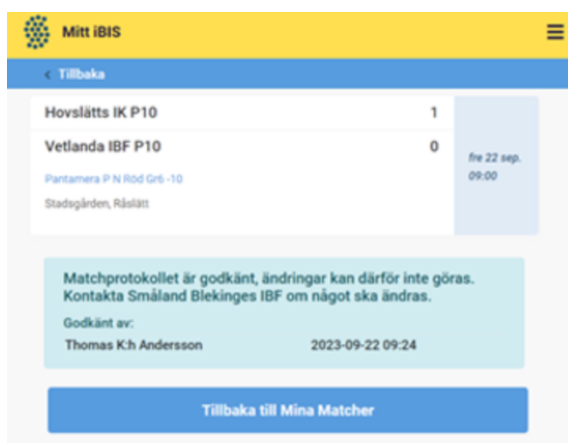 Mitt iBIS
< Tillbaka
Hovslätts IK P10 1
Vetlanda IBF P10 0
fre 22 sep.
09:00
Pantamera P N Röd Gr6 -10
Stadsgården, Råslätt
Matchprotokollet är godkänt, ändringar kan därför inte göras.
Kontakta Småland Blekinges IBF om något ska ändras.
Godkänt av:
Thomas K:h Andersson 2023-09-22 09:24
Tillbaka till Mina Matcher